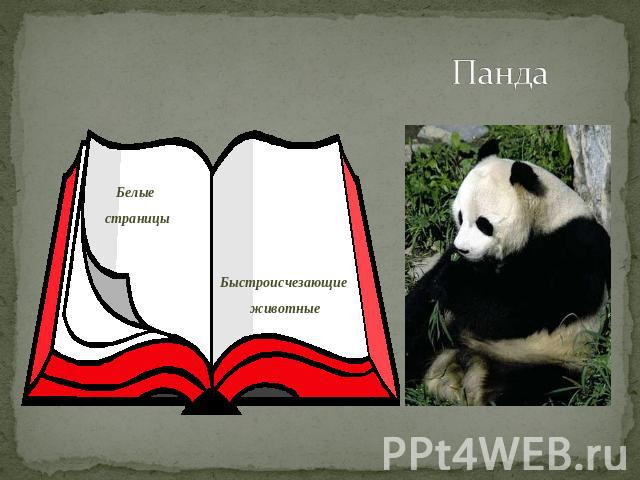 Панда
Белые
страницы
Быстроисчезающие
животные
PPt4WEB.ru